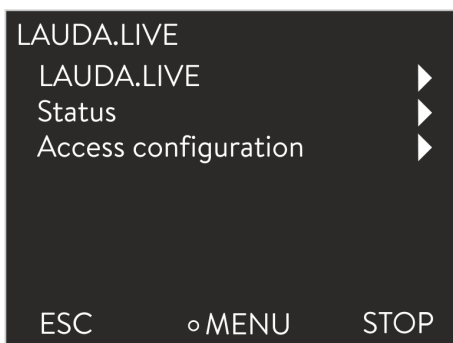 LAUDA.LIVE
LAUDA.LIVE
Status
Access configuration
ESC MENU STOP